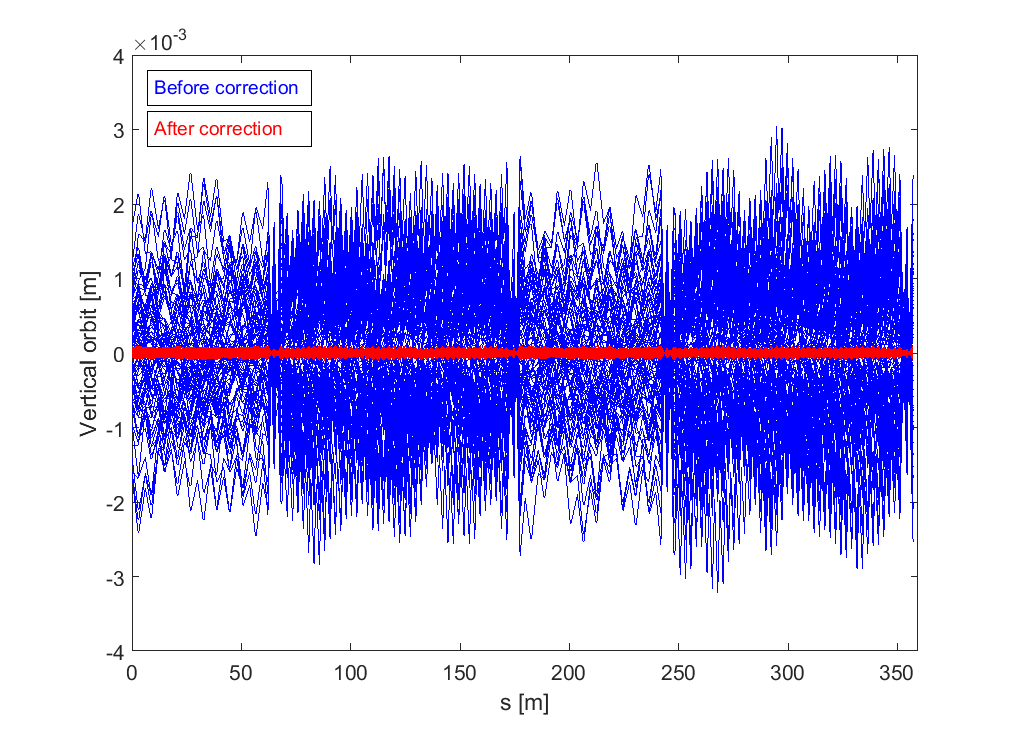 ×10-3
4
Before correction
After correction
3
2
1
0
-1
-2
-3
-4
Vertical orbit [m]
0 50 100 150 200 250 300 350
s [m]